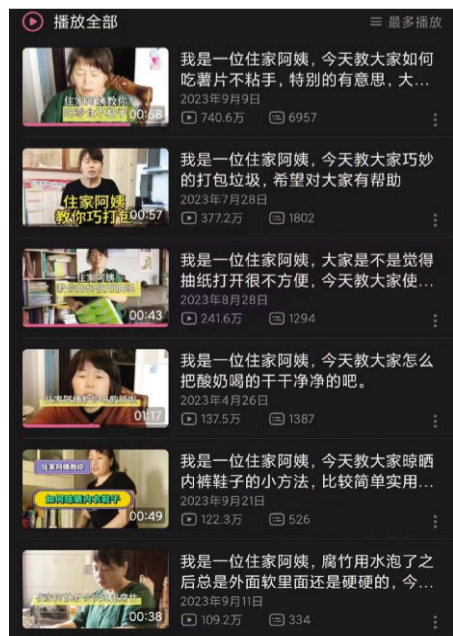 播放全部
最多播放
住家阿姨教你
00:58
我是一位住家阿姨，今天教大家如何
吃薯片不粘手，特别的有意思，大...
2023年9月9日
740.6万 6957
住家阿姨
教你巧打包
00:57
我是一位住家阿姨，今天教大家巧妙
的打包垃圾，希望对大家有帮助
2023年7月28日
377.2万 1802
住家阿姨
00:43
我是一位住家阿姨，大家是不是觉得
抽纸打开很不方便，今天教大家使...
2023年8月28日
241.6万 1294
01:17
我是一位住家阿姨，今天教大家怎么
把酸奶喝的干干净净的吧。
2023年4月26日
137.5万 1387
住家阿姨教你
如何晾晒内衣鞋子
00:49
我是一位住家阿姨，今天教大家晾晒
内裤鞋子的小方法，比较简单实用...
2023年9月21日
122.3万 526
00:38
我是一位住家阿姨，腐竹用水泡了之
后总是外面软里面还是硬硬的，今...
2023年9月11日
109.2万 334